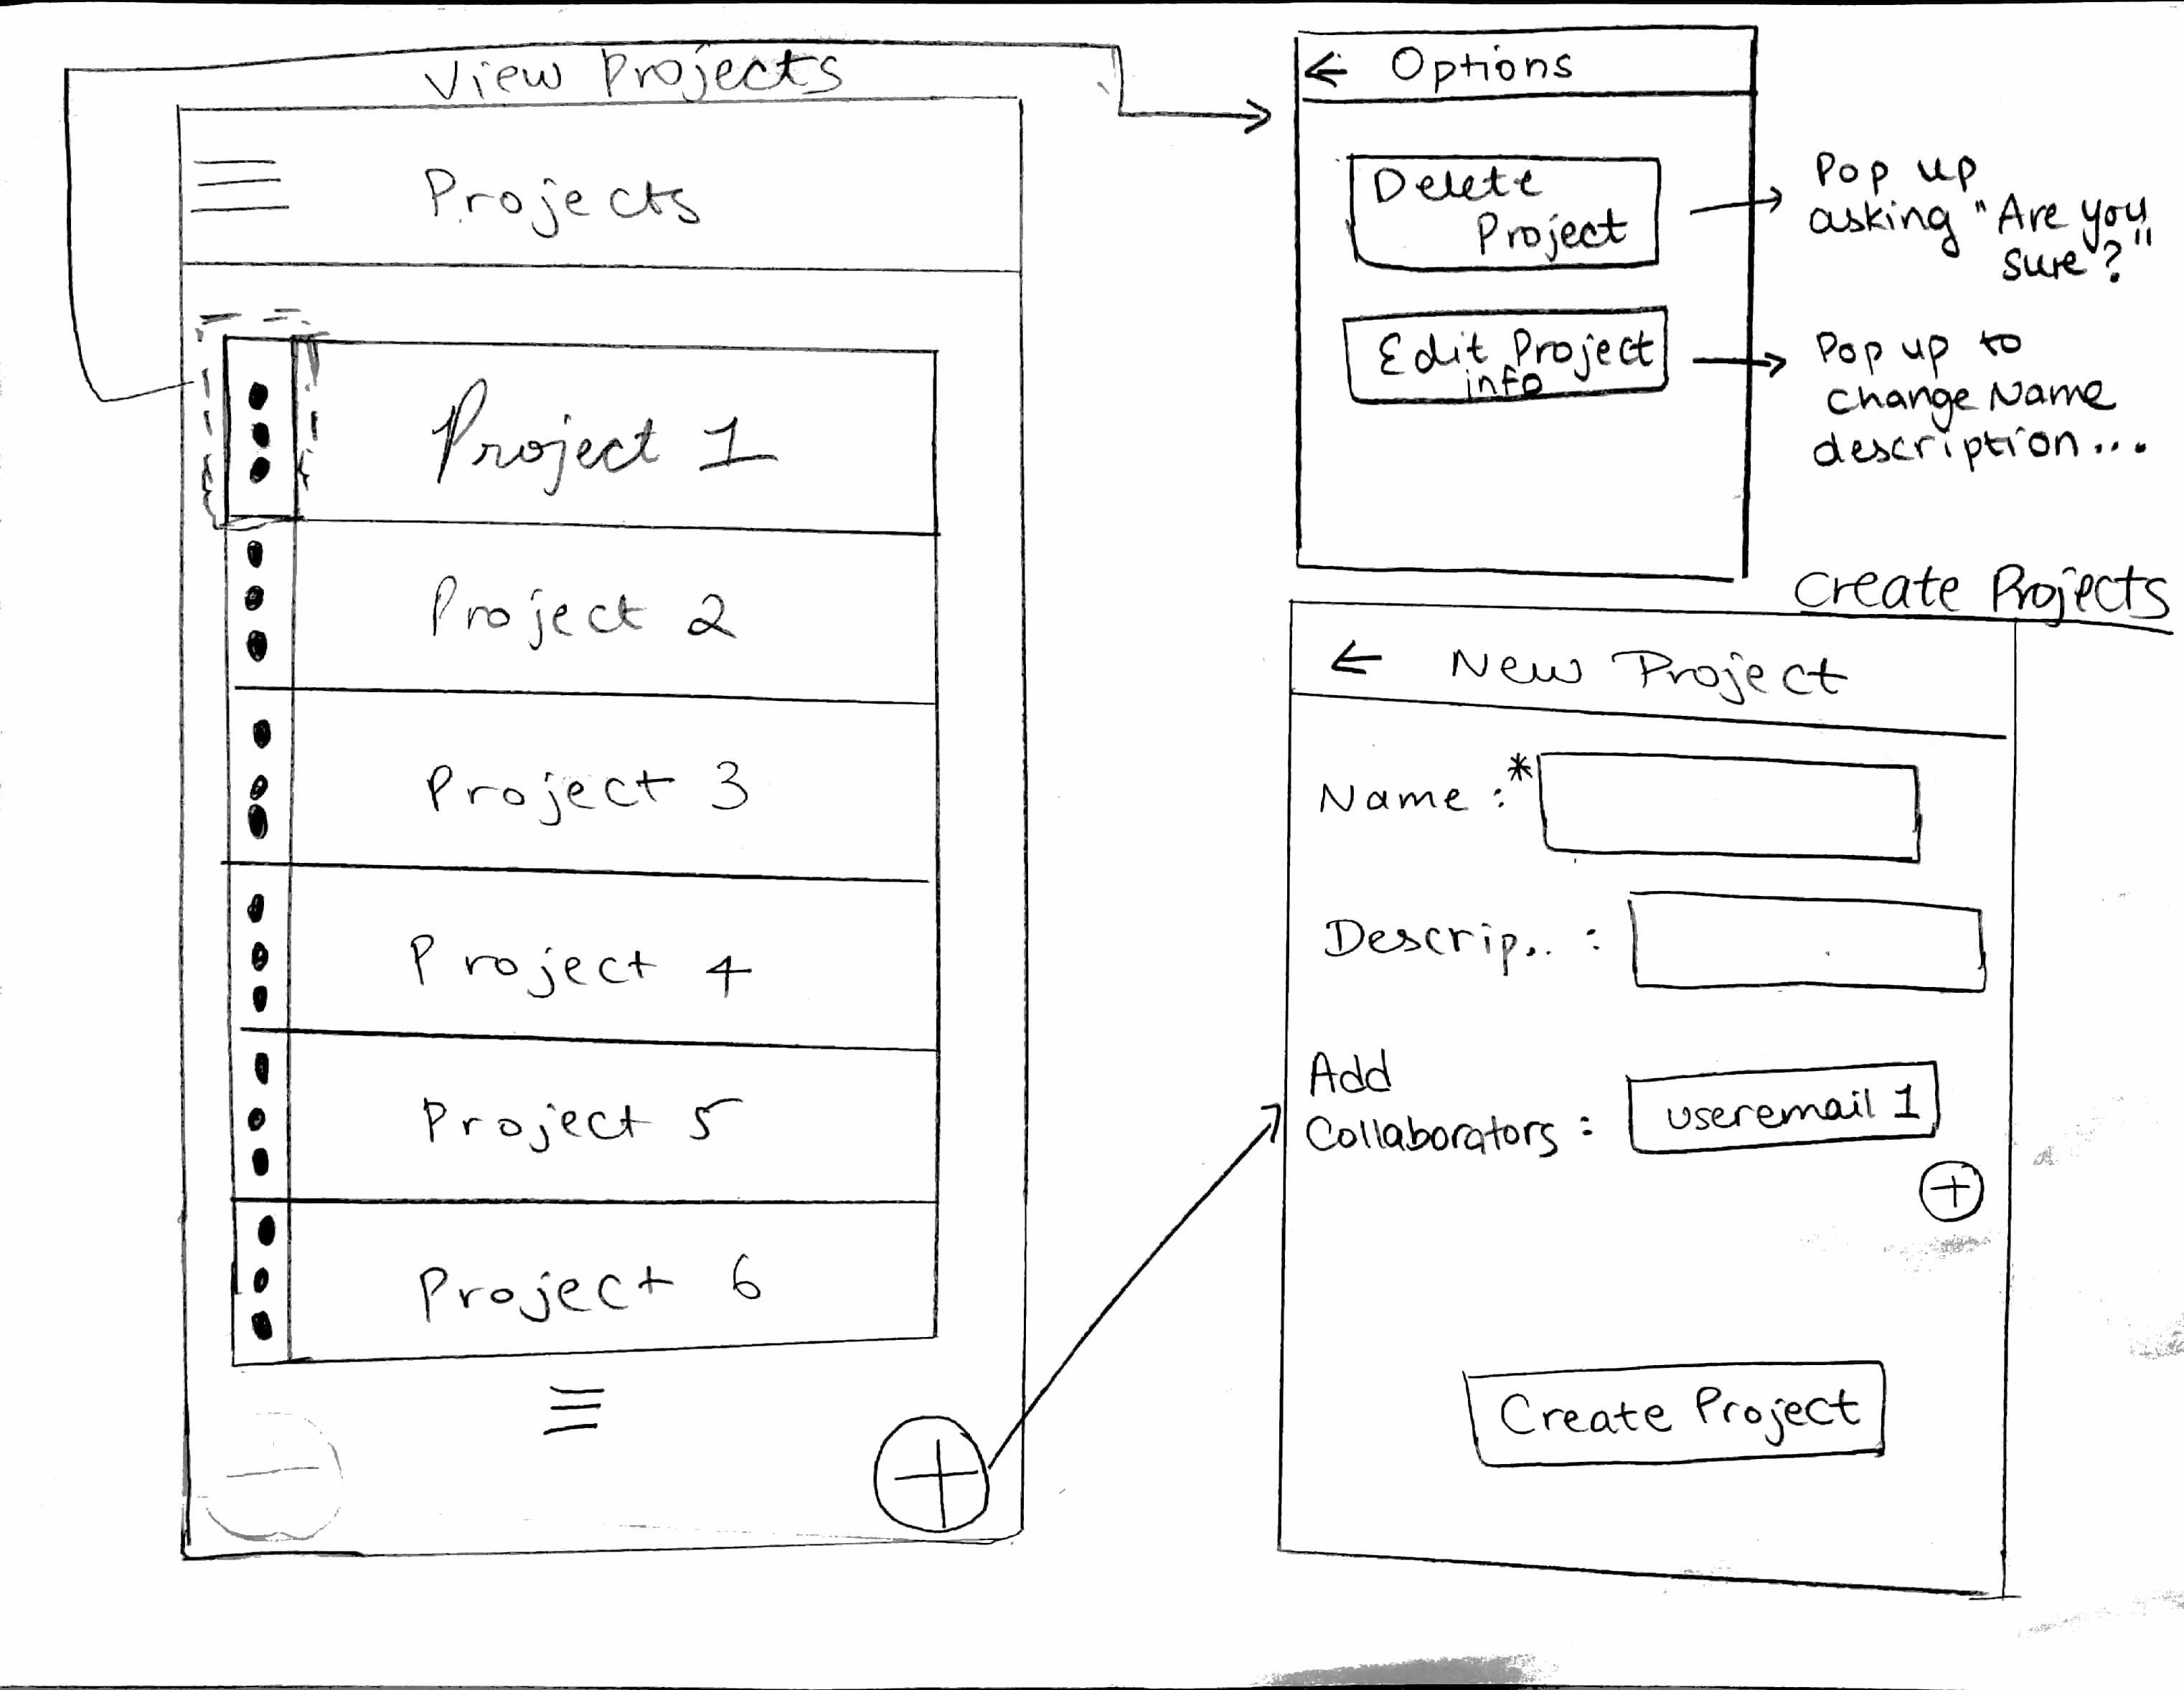 View Projects
Projects
Project 1
Project 2
Project 3
Project 4
Project 5
Project 6
← Options
Delete
Project
Pop up
asking "Are you
sure?"
Edit Project
info
Pop up to
change Name
description...
Create Projects
← New Project
Name :*
Descrip.. :
Add
Collaborators :
useremail 1
Create Project